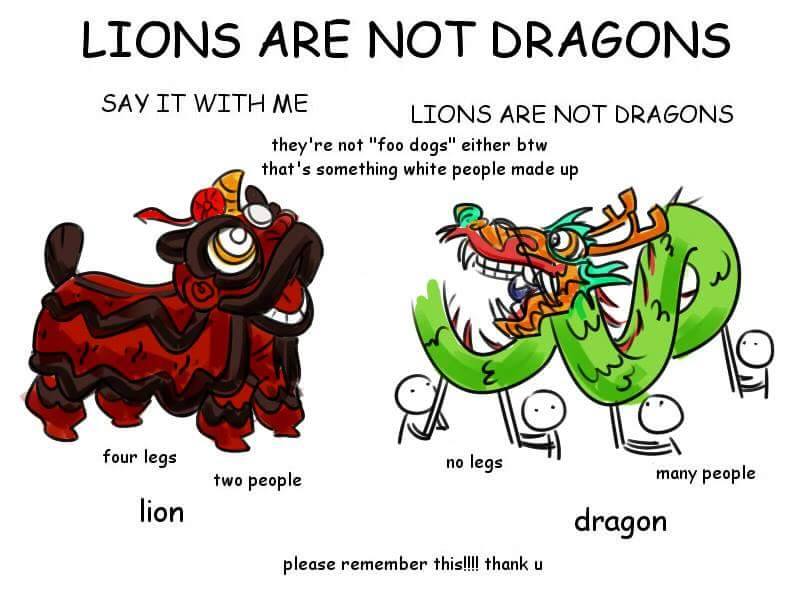 LIONS ARE NOT DRAGONS
SAY IT WITH ME
LIONS ARE NOT DRAGONS
they're not "foo dogs" either btw
that's something white people made up
four legs
two people
lion
no legs
many people
dragon
please remember this!!!! thank u